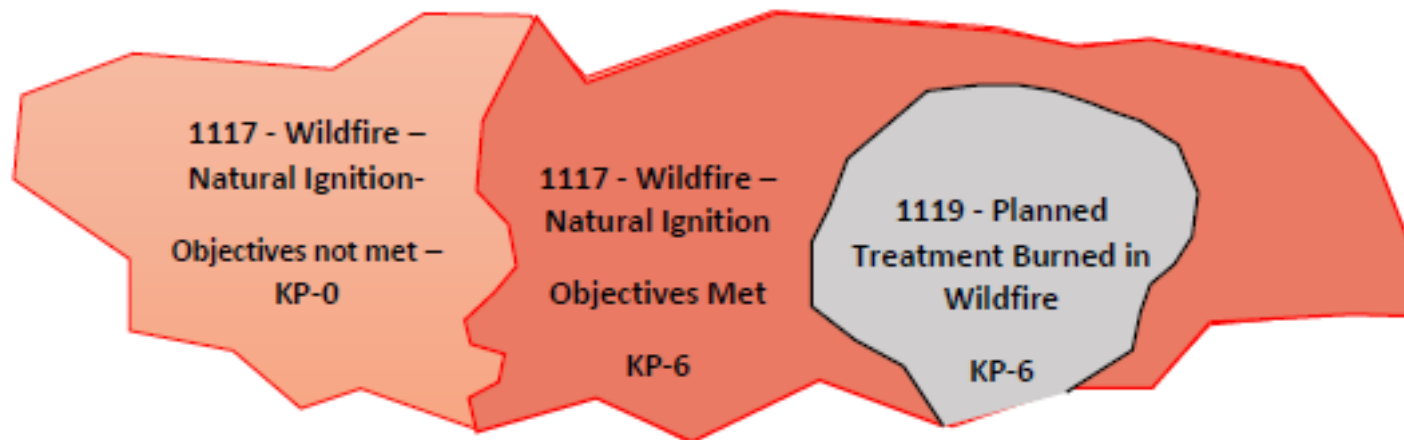 1117 - Wildfire –
Natural Ignition-
Objectives not met –
KP-0
1117 - Wildfire –
Natural Ignition
Objectives Met
KP-6
1119 - Planned
Treatment Burned in
Wildfire
KP-6